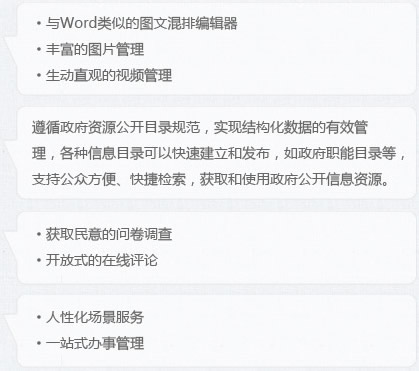 •与Word类似的图文混排编辑器
•丰富的图片管理
•生动直观的视频管理
遵循政府资源公开目录规范，实现结构化数据的有效管
理，各种信息目录可以快速建立和发布，如政府职能目录等，
支持公众方便、快捷检索，获取和使用政府公开信息资源。
•获取民意的问卷调查
•开放式的在线评论
•人性化场景服务
•一站式办事管理